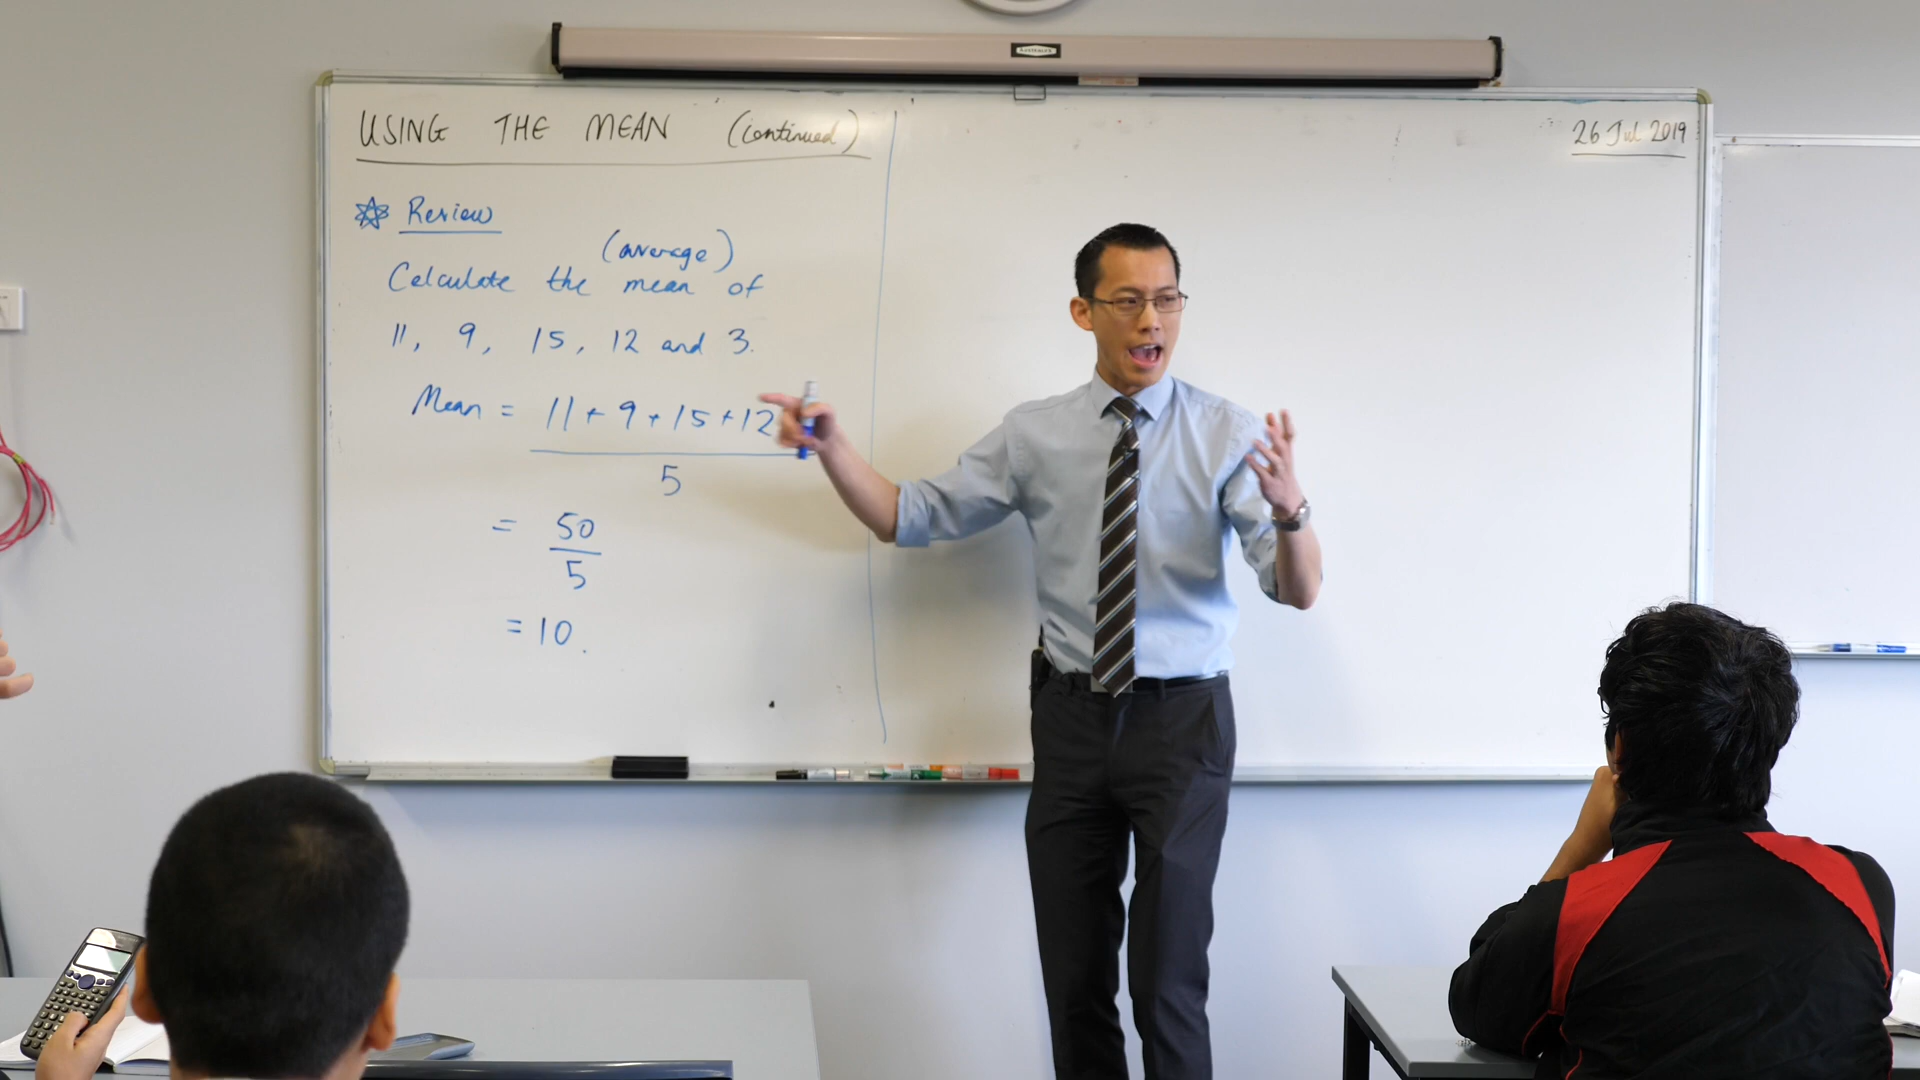 USING THE MEAN (continued)
26 Jul 2019
Review
(average)
Calculate the mean of
11, 9, 15, 12 and 3.
Mean = 11 + 9 + 15 + 12
5
= 50
5
= 10.